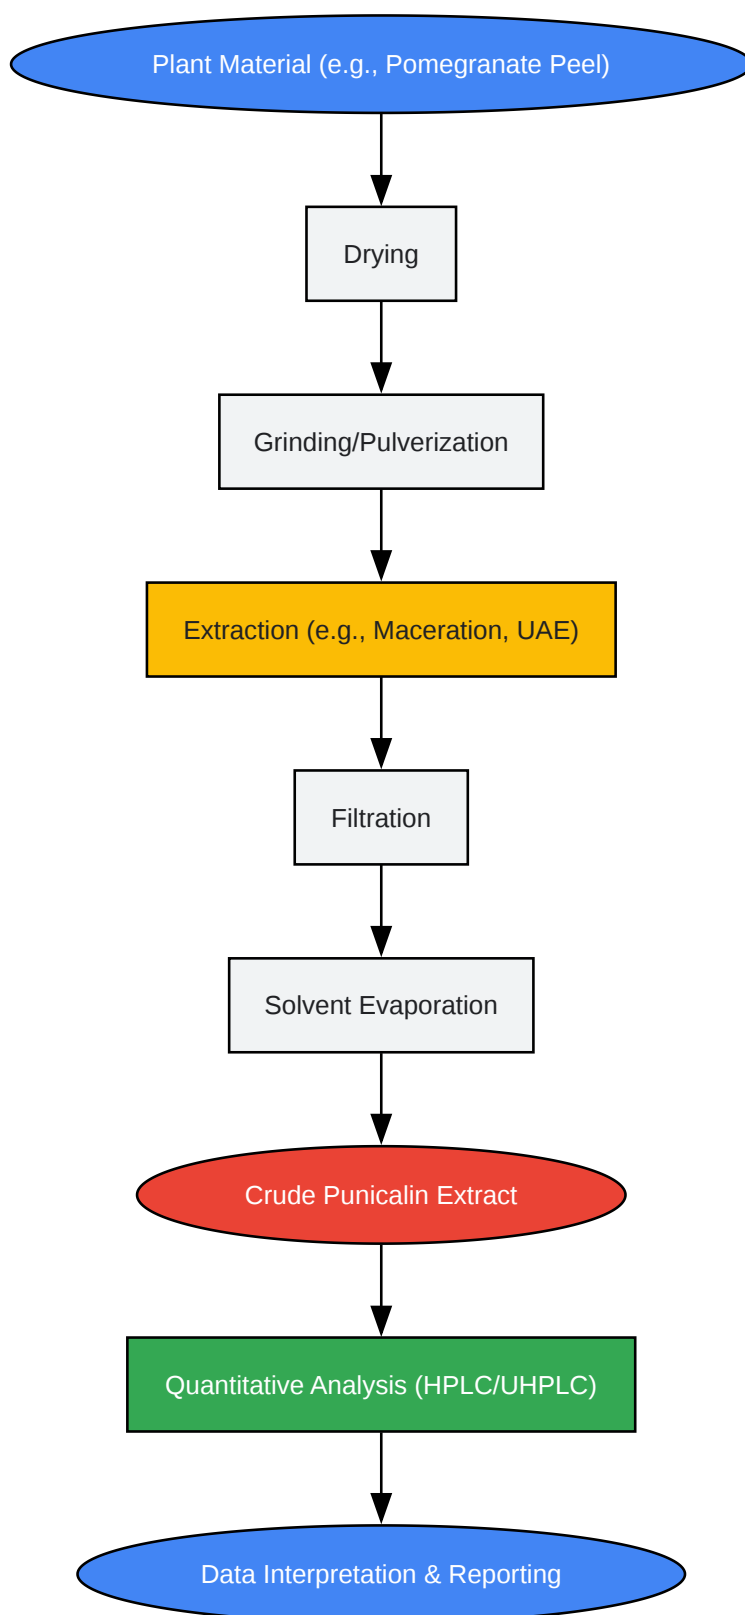 Plant Material (e.g., Pomegranate Peel)
Drying
Grinding/Pulverization
Extraction (e.g., Maceration, UAE)
Filtration
Solvent Evaporation
Crude Punicalin Extract
Quantitative Analysis (HPLC/UHPLC)
Data Interpretation & Reporting